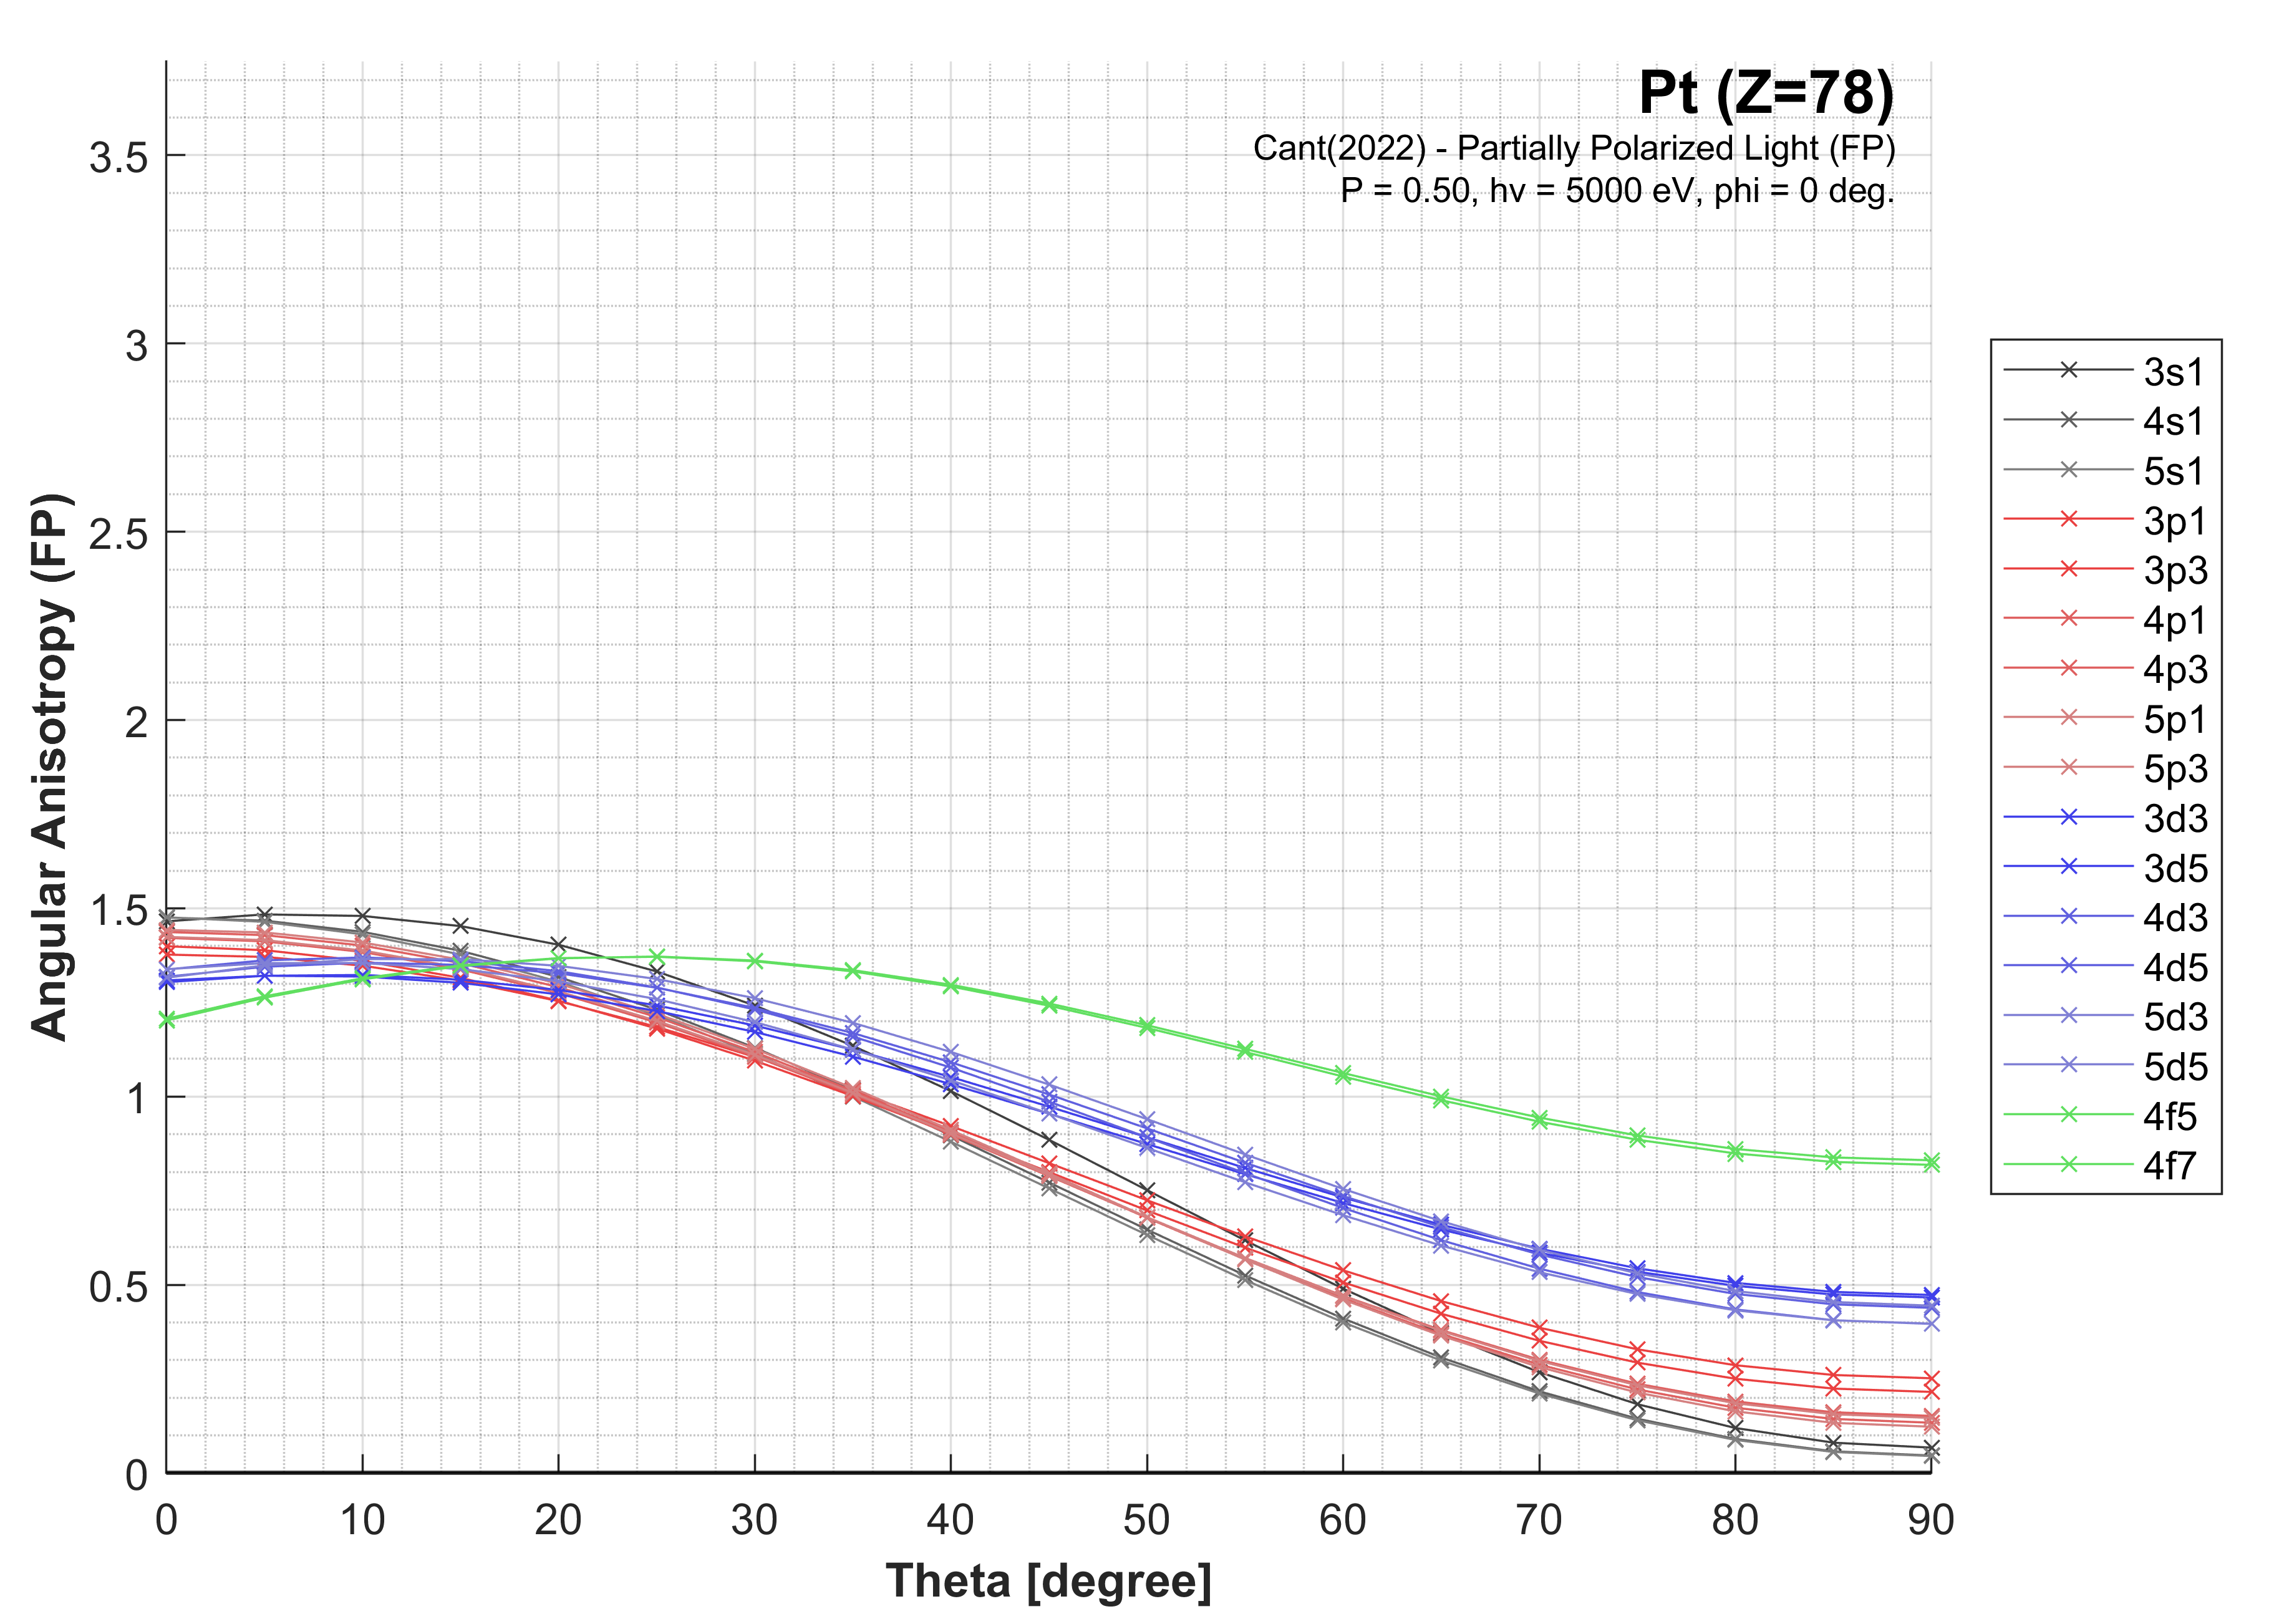 Pt (Z=78)
Cant(2022) - Partially Polarized Light (FP)
P = 0.50, hv = 5000 eV, phi = 0 deg.
Angular Anisotropy (FP)
3.5
3
2.5
2
1.5
1
0.5
0
0 10 20 30 40 50 60 70 80 90
Theta [degree]
3s1
4s1
5s1
3p1
3p3
4p1
4p3
5p1
5p3
3d3
3d5
4d3
4d5
5d3
5d5
4f5
4f7